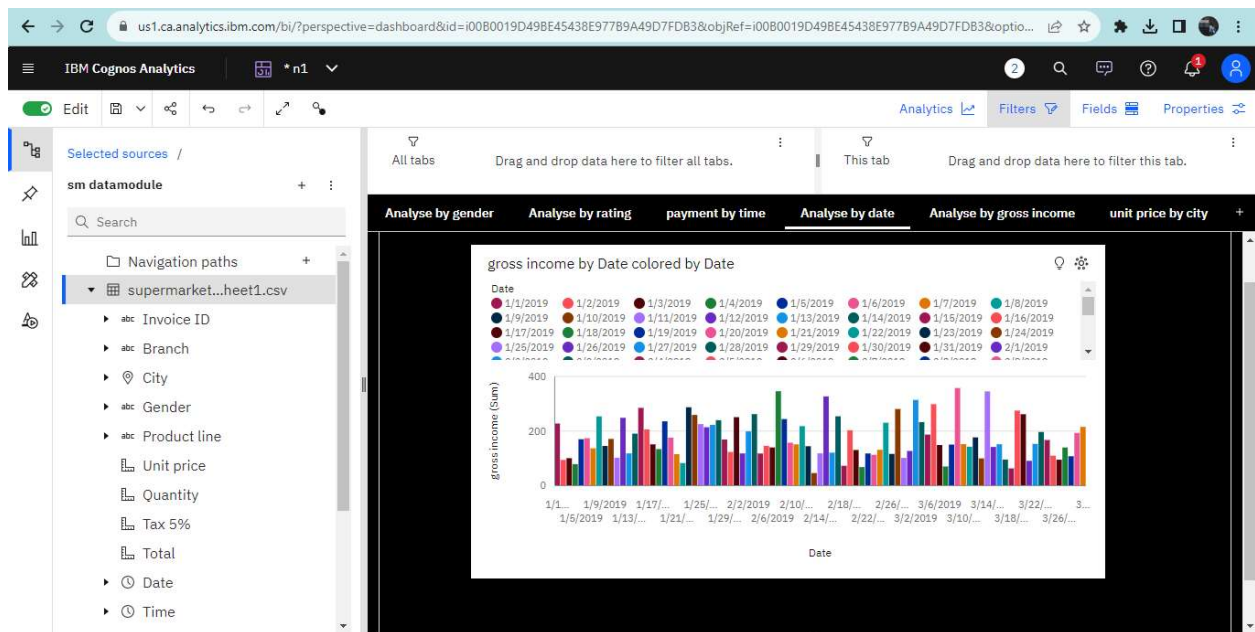 us1.ca.analytics.ibm.com/bi/?perspective=dashboard&id=i00B0019D49BE45438E977B9A49D7FDB3&objRef=i00B0019D49BE45438E977B9A49D7FDB3&optio...
IBM Cognos Analytics
* n1
2
1
Edit
Analytics
Filters
Fields
Properties
Selected sources /
sm datamodule
Search
Navigation paths
supermarket...heet1.csv
abc Invoice ID
abc Branch
City
abc Gender
abc Product line
Unit price
Quantity
Tax 5%
Total
Date
Time
All tabs
Drag and drop data here to filter all tabs.
This tab
Drag and drop data here to filter this tab.
Analyse by gender
Analyse by rating
payment by time
Analyse by date
Analyse by gross income
unit price by city
gross income by Date colored by Date
Date
1/1/2019 1/2/2019 1/3/2019 1/4/2019 1/5/2019 1/6/2019 1/7/2019 1/8/2019
1/9/2019 1/10/2019 1/11/2019 1/12/2019 1/13/2019 1/14/2019 1/15/2019 1/16/2019
1/17/2019 1/18/2019 1/19/2019 1/20/2019 1/21/2019 1/22/2019 1/23/2019 1/24/2019
1/25/2019 1/26/2019 1/27/2019 1/28/2019 1/29/2019 1/30/2019 1/31/2019 2/1/2019
gross income (Sum)
400
200
0
1/1... 1/9/2019 1/17/... 1/25/... 2/2/2019 2/10/... 2/18/... 2/26/... 3/6/2019 3/14/... 3/22/... 3...
1/5/2019 1/13/... 1/21/... 1/29/... 2/6/2019 2/14/... 2/22/... 3/2/2019 3/10/... 3/18/... 3/26/...
Date